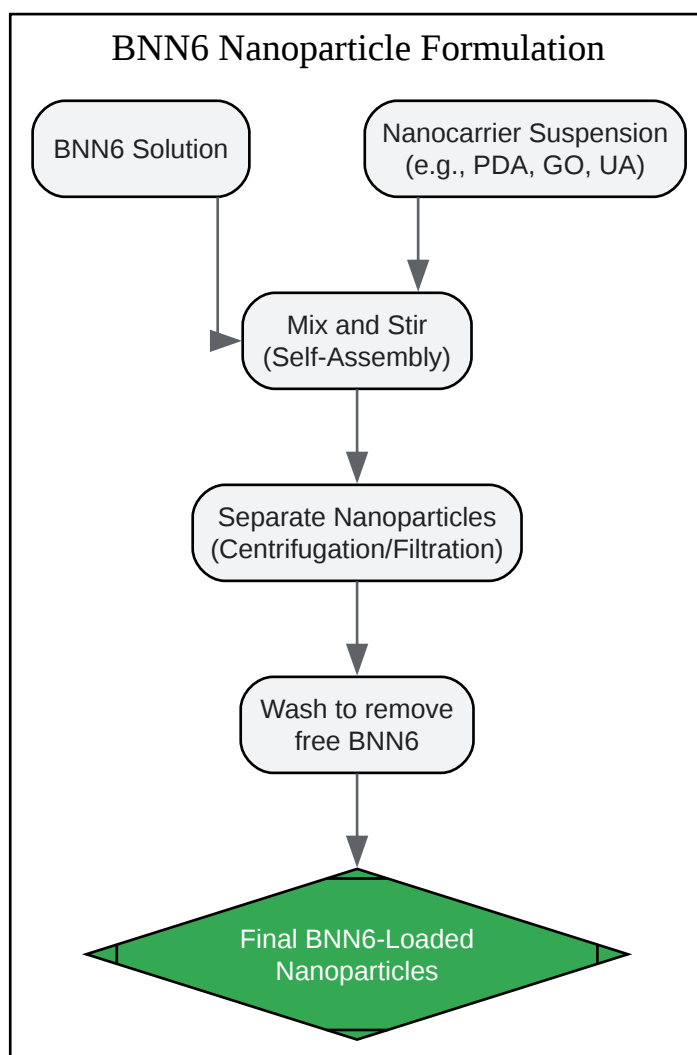 BNN6 Nanoparticle Formulation
BNN6 Solution
Nanocarrier Suspension
(e.g., PDA, GO, UA)
Mix and Stir
(Self-Assembly)
Separate Nanoparticles
(Centrifugation/Filtration)
Wash to remove
free BNN6
Final BNN6-Loaded
Nanoparticles